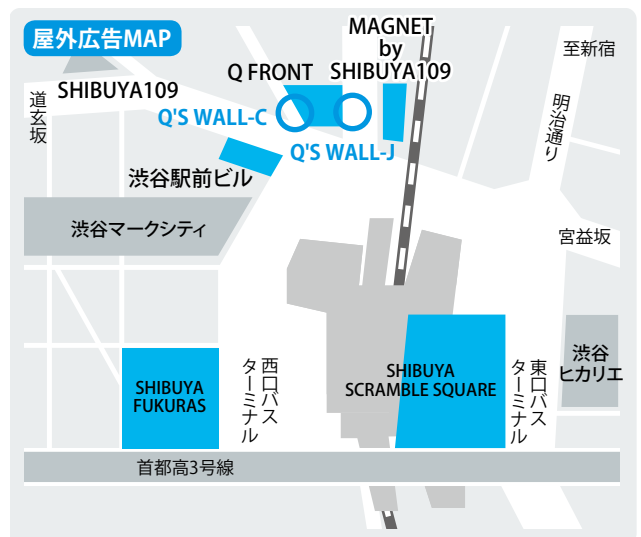 屋外広告MAP
MAGNET
by
SHIBUYA109
至新宿
Q FRONT
SHIBUYA109
道玄坂
明治通り
Q'S WALL-C
Q'S WALL-J
渋谷駅前ビル
渋谷マークシティ
宮益坂
SHIBUYA
FUKURAS
西口バス
ターミナル
SHIBUYA
SCRAMBLE SQUARE
東口バス
ターミナル
渋谷
ヒカリエ
首都高3号線